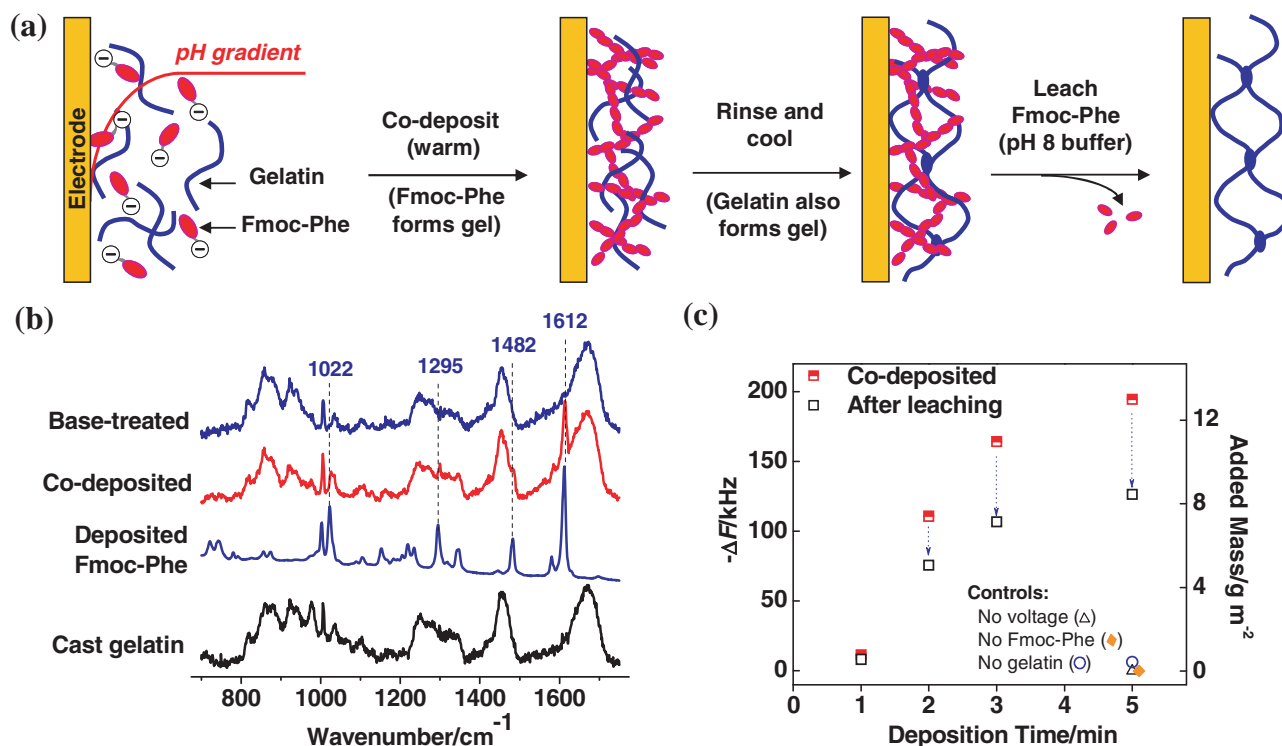 (a)
Electrode
pH gradient
Gelatin
Fmoc-Phe
Co-deposit
(warm)
(Fmoc-Phe
forms gel)
Rinse and
cool
(Gelatin also
forms gel)
Leach
Fmoc-Phe
(pH 8 buffer)
(b)
1022
1295
1482
1612
Base-treated
Co-deposited
Deposited
Fmoc-Phe
Cast gelatin
800 1000 1200 1400 1600
Wavenumber/cm⁻¹
(c)
Co-deposited
After leaching
200
150
100
50
0
-ΔF/kHz
12
8
4
0
Added Mass/g m⁻²
Controls:
No voltage (△)
No Fmoc-Phe (◆)
No gelatin (○)
0 1 2 3 4 5
Deposition Time/min